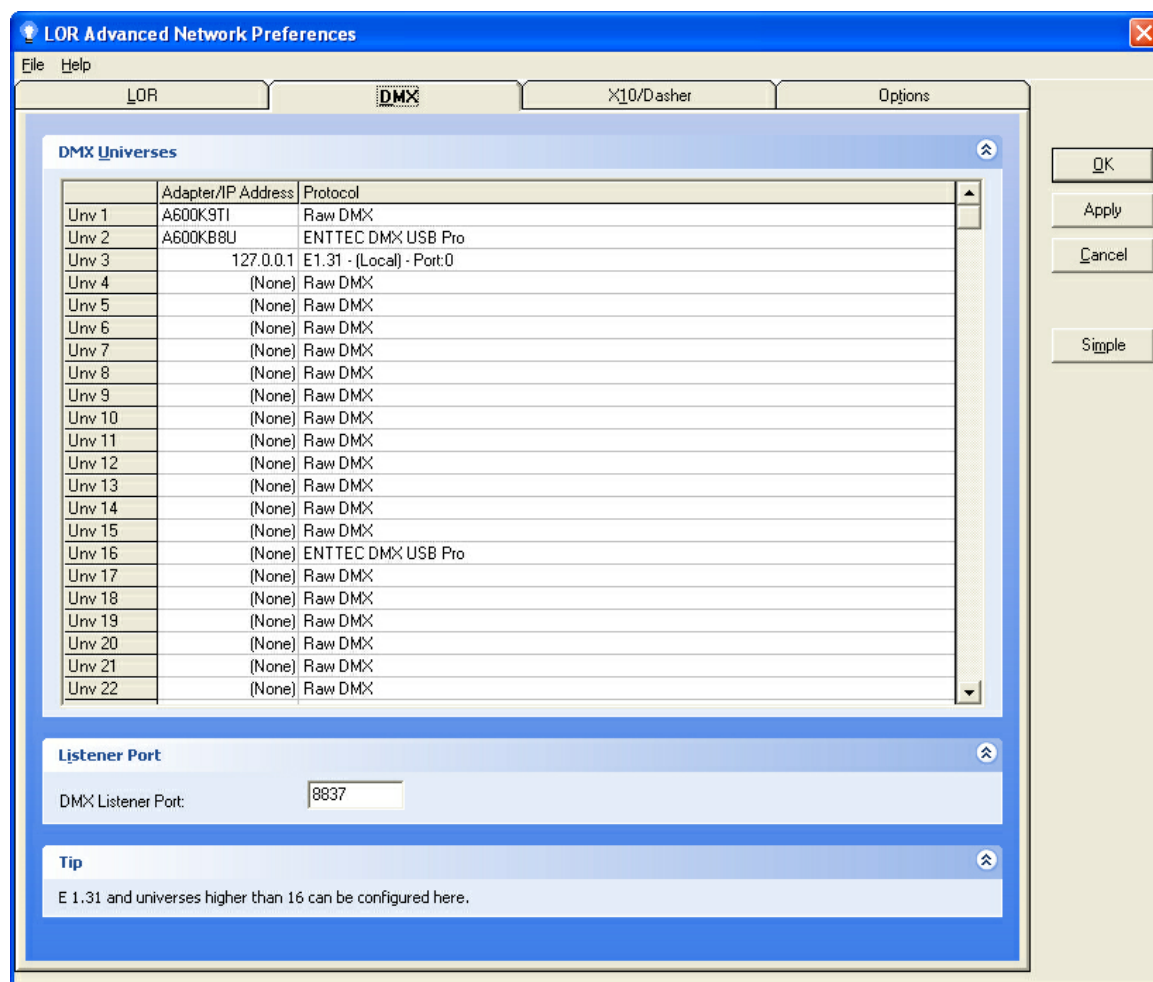 LOR Advanced Network Preferences
File Help
LOR DMX X10/Dasher Options
DMX Universes
Adapter/IP Address Protocol
Unv 1 A600K9TI Raw DMX
Unv 2 A600KB8U ENTTEC DMX USB Pro
Unv 3 127.0.0.1 E1.31 - (Local) - Port:0
Unv 4 (None) Raw DMX
Unv 5 (None) Raw DMX
Unv 6 (None) Raw DMX
Unv 7 (None) Raw DMX
Unv 8 (None) Raw DMX
Unv 9 (None) Raw DMX
Unv 10 (None) Raw DMX
Unv 11 (None) Raw DMX
Unv 12 (None) Raw DMX
Unv 13 (None) Raw DMX
Unv 14 (None) Raw DMX
Unv 15 (None) Raw DMX
Unv 16 (None) ENTTEC DMX USB Pro
Unv 17 (None) Raw DMX
Unv 18 (None) Raw DMX
Unv 19 (None) Raw DMX
Unv 20 (None) Raw DMX
Unv 21 (None) Raw DMX
Unv 22 (None) Raw DMX
Listener Port
DMX Listener Port: 8837
Tip
E 1.31 and universes higher than 16 can be configured here.
OK
Apply
Cancel
Simple